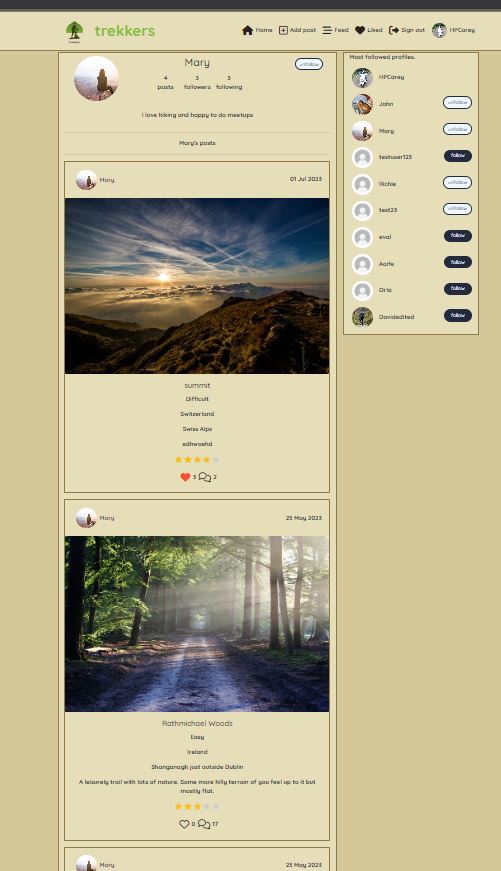 trekkers
Home Add post Feed Liked Sign out HPCarey
Mary
unfollow
4 3 3
posts followers following
I love hiking and happy to do meetups
Mary's posts
Mary 01 Jul 2023
summit
Difficult
Switzerland
Swiss Alps
edhwoehd
3 2
Mary 23 May 2023
Rathmichael Woods
Easy
Ireland
Shanganagh just outside Dublin
A leisurely trail with lots of nature. Some more hilly terrain of you feel up to it but
mostly flat.
0 17
Mary 23 May 2023
Most followed profiles.
HPCarey
John unfollow
Mary unfollow
testuser123 follow
Richie unfollow
test23 unfollow
eval follow
Aoife follow
Orla follow
Davidedited follow